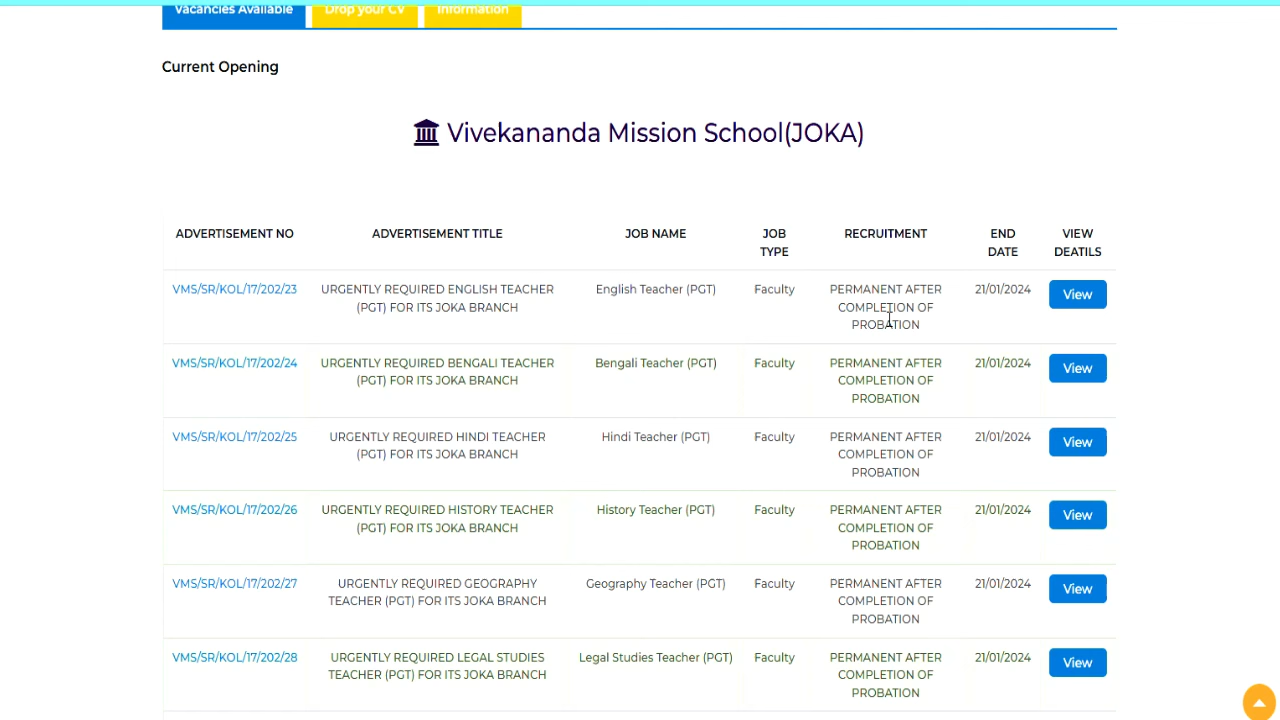 Vacancies Available Drop your CV Information
Current Opening
Vivekananda Mission School(JOKA)
ADVERTISEMENT NO ADVERTISEMENT TITLE JOB NAME JOB TYPE RECRUITMENT END DATE VIEW DEATILS
VMS/SR/KOL/17/202/23 URGENTLY REQUIRED ENGLISH TEACHER English Teacher (PGT) Faculty PERMANENT AFTER 21/01/2024 View
(PGT) FOR ITS JOKA BRANCH COMPLETION OF
PROBATION
VMS/SR/KOL/17/202/24 URGENTLY REQUIRED BENGALI TEACHER Bengali Teacher (PGT) Faculty PERMANENT AFTER 21/01/2024 View
(PGT) FOR ITS JOKA BRANCH COMPLETION OF
PROBATION
VMS/SR/KOL/17/202/25 URGENTLY REQUIRED HINDI TEACHER Hindi Teacher (PGT) Faculty PERMANENT AFTER 21/01/2024 View
(PGT) FOR ITS JOKA BRANCH COMPLETION OF
PROBATION
VMS/SR/KOL/17/202/26 URGENTLY REQUIRED HISTORY TEACHER History Teacher (PGT) Faculty PERMANENT AFTER 21/01/2024 View
(PGT) FOR ITS JOKA BRANCH COMPLETION OF
PROBATION
VMS/SR/KOL/17/202/27 URGENTLY REQUIRED GEOGRAPHY Geography Teacher (PGT) Faculty PERMANENT AFTER 21/01/2024 View
TEACHER (PGT) FOR ITS JOKA BRANCH COMPLETION OF
PROBATION
VMS/SR/KOL/17/202/28 URGENTLY REQUIRED LEGAL STUDIES Legal Studies Teacher (PGT) Faculty PERMANENT AFTER 21/01/2024 View
TEACHER (PGT) FOR ITS JOKA BRANCH COMPLETION OF
PROBATION